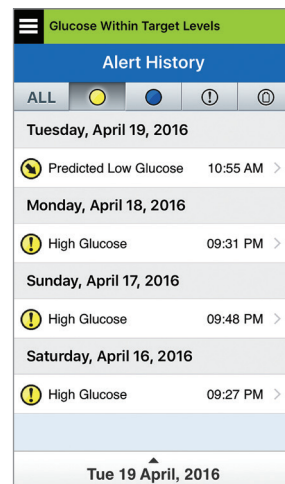 Glucose Within Target Levels
Alert History
ALL
Tuesday, April 19, 2016
Predicted Low Glucose 10:55 AM
Monday, April 18, 2016
High Glucose 09:31 PM
Sunday, April 17, 2016
High Glucose 09:48 PM
Saturday, April 16, 2016
High Glucose 09:27 PM
Tue 19 April, 2016